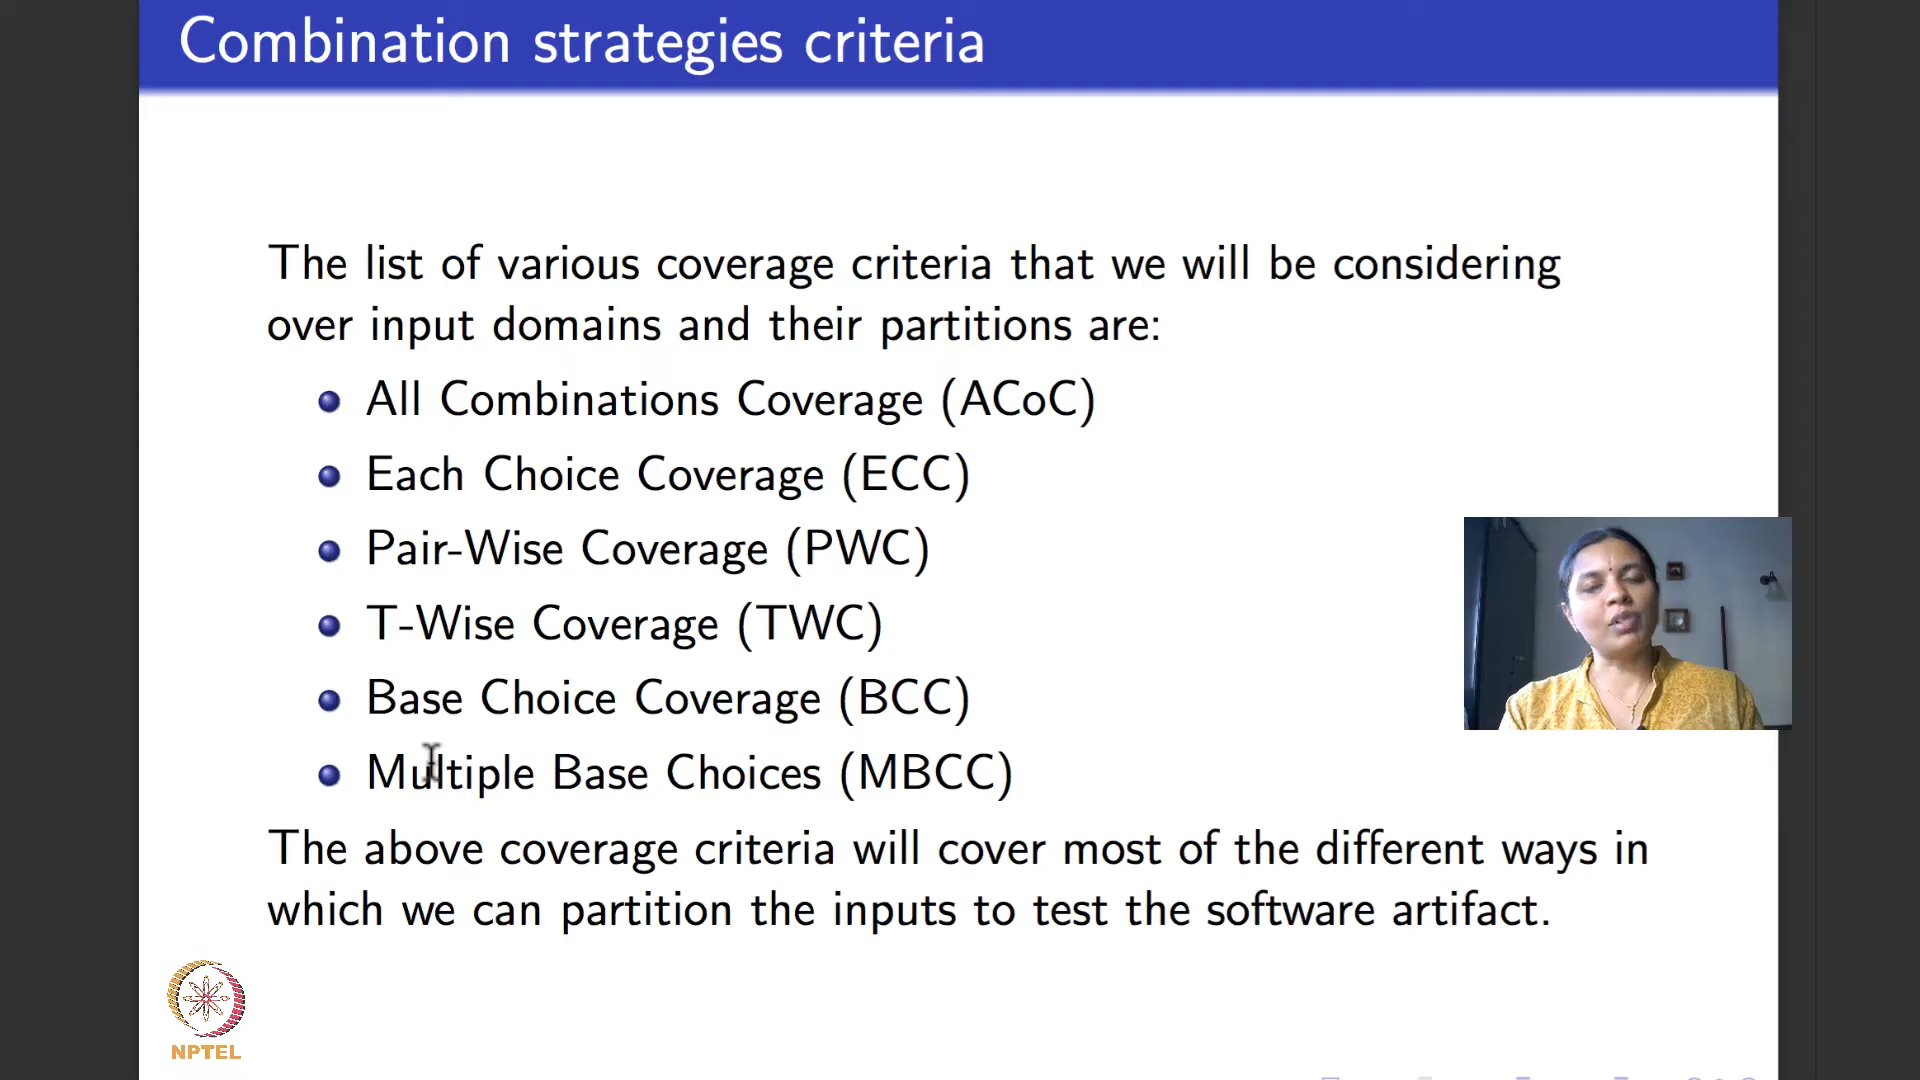 Combination strategies criteria
The list of various coverage criteria that we will be considering
over input domains and their partitions are:
All Combinations Coverage (ACoC)
Each Choice Coverage (ECC)
Pair-Wise Coverage (PWC)
T-Wise Coverage (TWC)
Base Choice Coverage (BCC)
Multiple Base Choices (MBCC)
The above coverage criteria will cover most of the different ways in
which we can partition the inputs to test the software artifact.
NPTEL